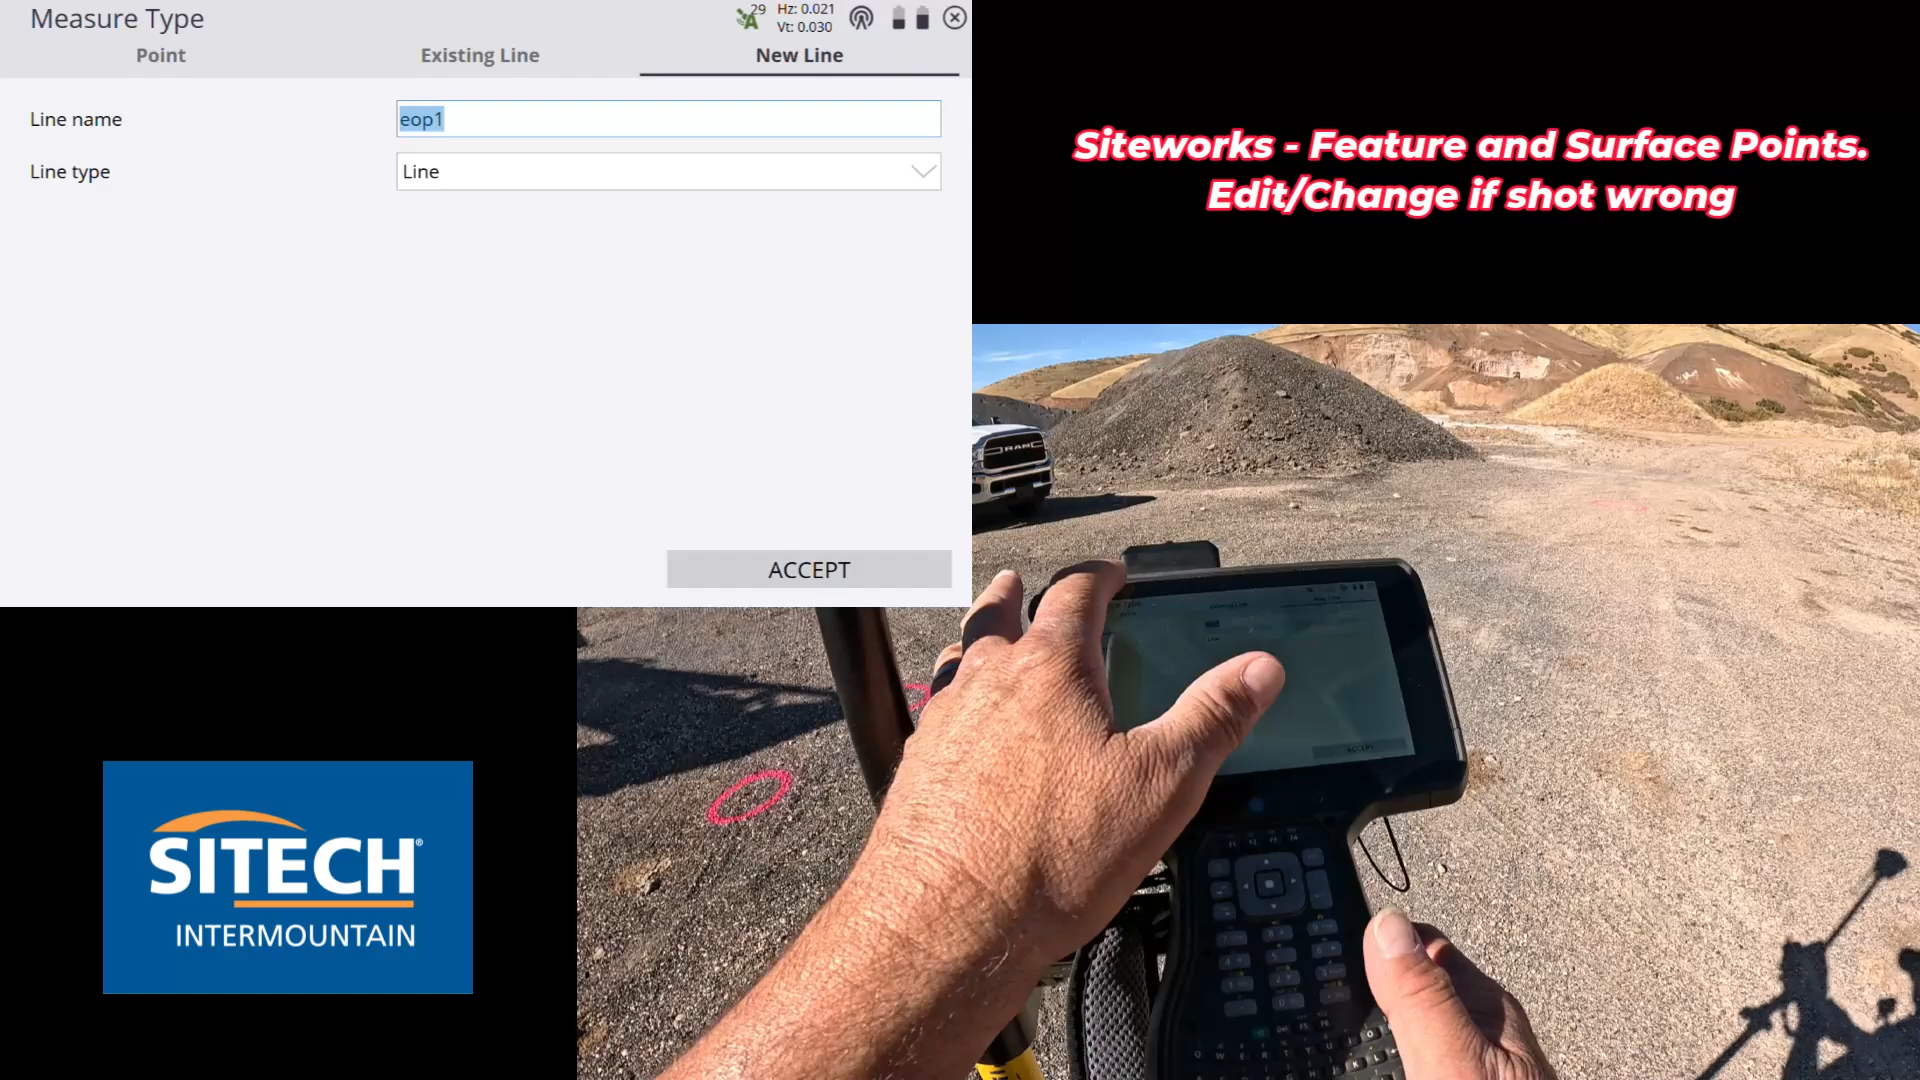 Measure Type
29
Hz: 0.021
Vt: 0.030
Point
Existing Line
New Line
Line name
eop1
Line type
Line
ACCEPT
Siteworks - Feature and Surface Points.
Edit/Change if shot wrong
RAM
SITECH®
INTERMOUNTAIN